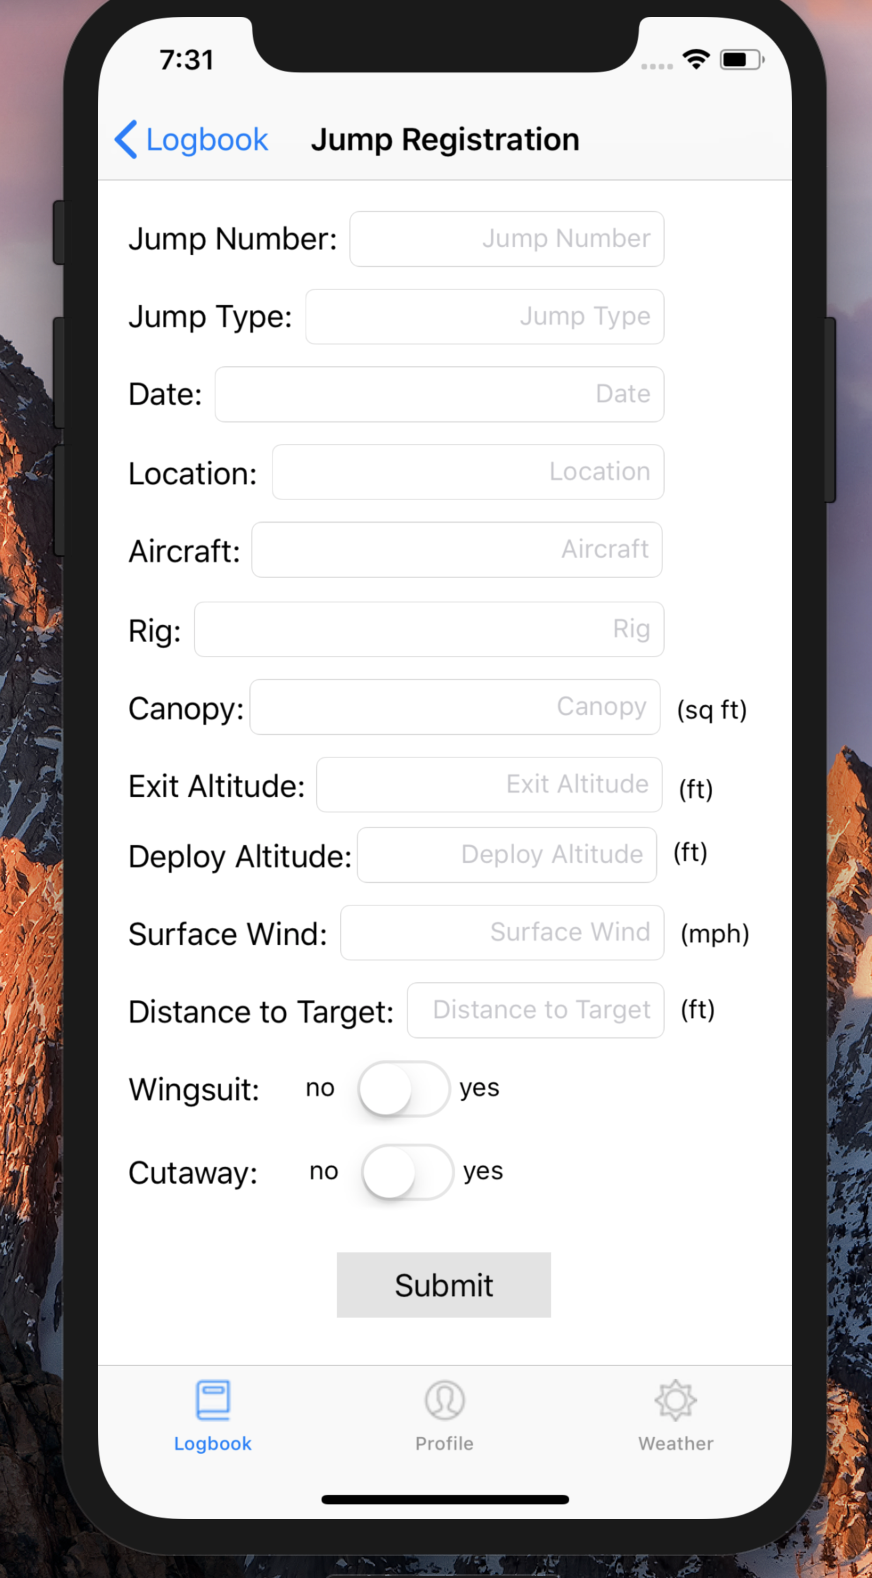 7:31
Logbook Jump Registration
Jump Number: Jump Number
Jump Type: Jump Type
Date: Date
Location: Location
Aircraft: Aircraft
Rig: Rig
Canopy: Canopy (sq ft)
Exit Altitude: Exit Altitude (ft)
Deploy Altitude: Deploy Altitude (ft)
Surface Wind: Surface Wind (mph)
Distance to Target: Distance to Target (ft)
Wingsuit: no yes
Cutaway: no yes
Submit
Logbook Profile Weather